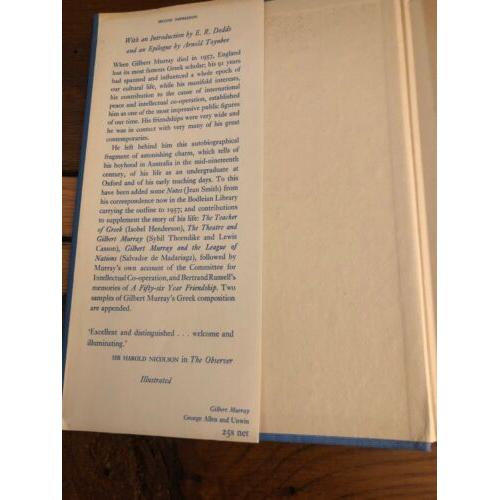 SECOND IMPRESSION
With an Introduction by E. R. Dodds
and an Epilogue by Arnold Toynbee
When Gilbert Murray died in 1957, England
lost its most famous Greek scholar; his 91 years
had spanned and influenced a whole epoch of
our cultural life, while his manifold interests,
his contribution to the cause of international
peace and intellectual co-operation, established
him as one of the most impressive public figures
of our time. His friendships were very wide and
he was in contact with very many of his great
contemporaries.
He left behind him this autobiographical
fragment of astonishing charm, which tells of
his boyhood in Australia in the mid-nineteenth
century, of his life as an undergraduate at
Oxford and of his early teaching days. To this
have been added some Notes (Jean Smith) from
his correspondence now in the Bodleian Library
carrying the outline to 1957; and contributions
to supplement the story of his life: The Teacher
of Greek (Isobel Henderson), The Theatre and
Gilbert Murray (Sybil Thorndike and Lewis
Casson), Gilbert Murray and the League of
Nations (Salvador de Madariaga), followed by
Murray's own account of the Committee for
Intellectual Co-operation, and Bertrand Russell's
memories of A Fifty-six Year Friendship. Two
samples of Gilbert Murray's Greek composition
are appended.
'Excellent and distinguished . . . welcome and
illuminating.'
SIR HAROLD NICOLSON in The Observer
Illustrated
Gilbert Murray
George Allen and Unwin
25s net